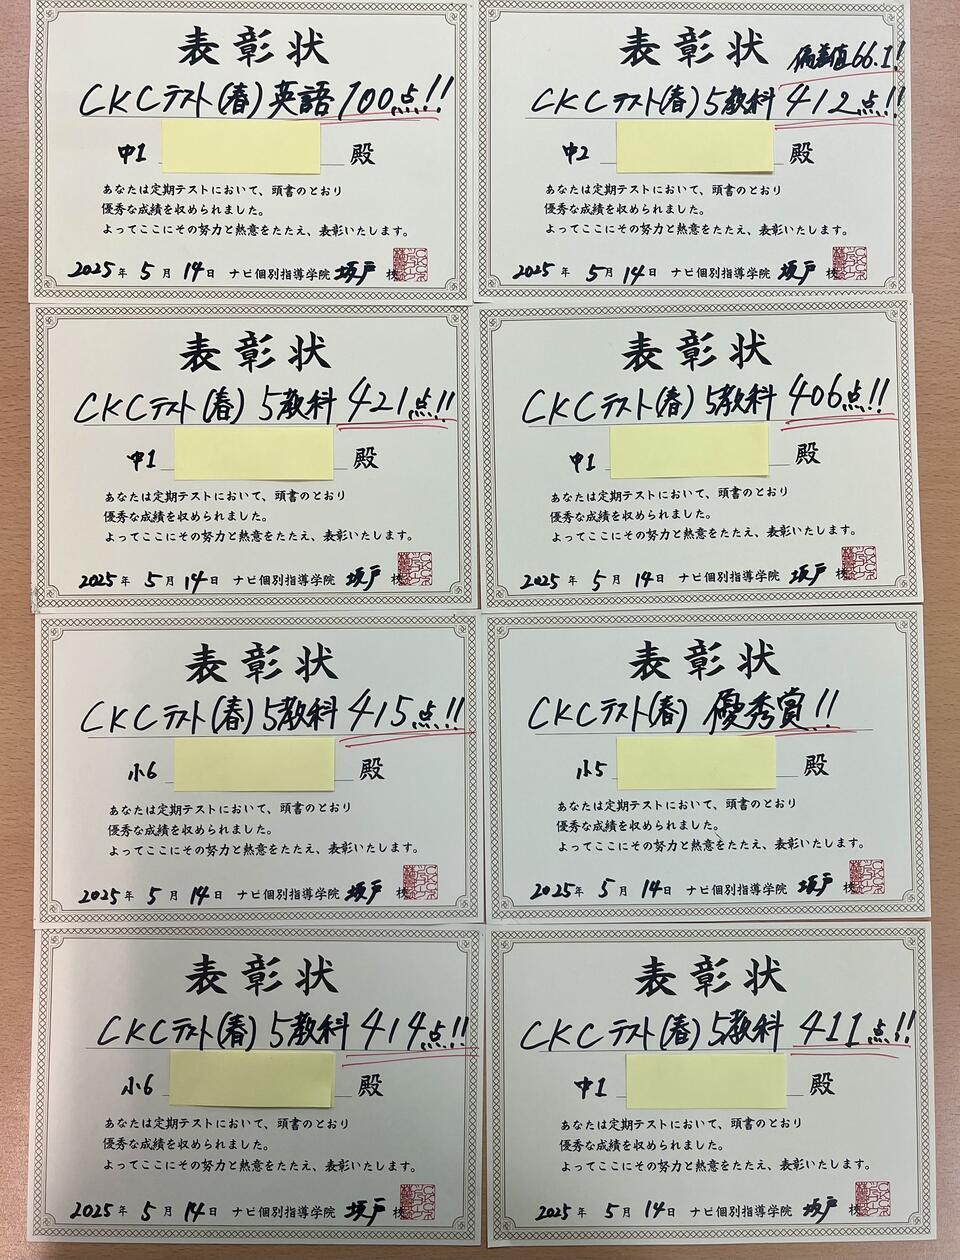 表彰状
CKCテスト(春)英語100点!!
中1 殿
あなたは定期テストにおいて、頭書のとおり
優秀な成績を収められました。
よってここにその努力と熱意をたたえ、表彰いたします。
2025年 5月 14日 ナビ個別指導学院 坂戸 校
表彰状
偏差値66.1!
CKCテスト(春)5教科412点!!
中2 殿
あなたは定期テストにおいて、頭書のとおり
優秀な成績を収められました。
よってここにその努力と熱意をたたえ、表彰いたします。
2025年 5月 14日 ナビ個別指導学院 坂戸 校
表彰状
CKCテスト(春)5教科421点!!
中1 殿
あなたは定期テストにおいて、頭書のとおり
優秀な成績を収められました。
よってここにその努力と熱意をたたえ、表彰いたします。
2025年 5月 14日 ナビ個別指導学院 坂戸 校
表彰状
CKCテスト(春)5教科406点!!
中1 殿
あなたは定期テストにおいて、頭書のとおり
優秀な成績を収められました。
よってここにその努力と熱意をたたえ、表彰いたします。
2025年 5月 14日 ナビ個別指導学院 坂戸 校
表彰状
CKCテスト(春)5教科415点!!
小6 殿
あなたは定期テストにおいて、頭書のとおり
優秀な成績を収められました。
よってここにその努力と熱意をたたえ、表彰いたします。
2025年 5月 14日 ナビ個別指導学院 坂戸 校
表彰状
CKCテスト(春)優秀賞!!
小5 殿
あなたは定期テストにおいて、頭書のとおり
優秀な成績を収められました。
よってここにその努力と熱意をたたえ、表彰いたします。
2025年 5月 14日 ナビ個別指導学院 坂戸 校
表彰状
CKCテスト(春)5教科414点!!
小6 殿
あなたは定期テストにおいて、頭書のとおり
優秀な成績を収められました。
よってここにその努力と熱意をたたえ、表彰いたします。
2025年 5月 14日 ナビ個別指導学院 坂戸 校
表彰状
CKCテスト(春)5教科411点!!
中1 殿
あなたは定期テストにおいて、頭書のとおり
優秀な成績を収められました。
よってここにその努力と熱意をたたえ、表彰いたします。
2025年 5月 14日 ナビ個別指導学院 坂戸 校